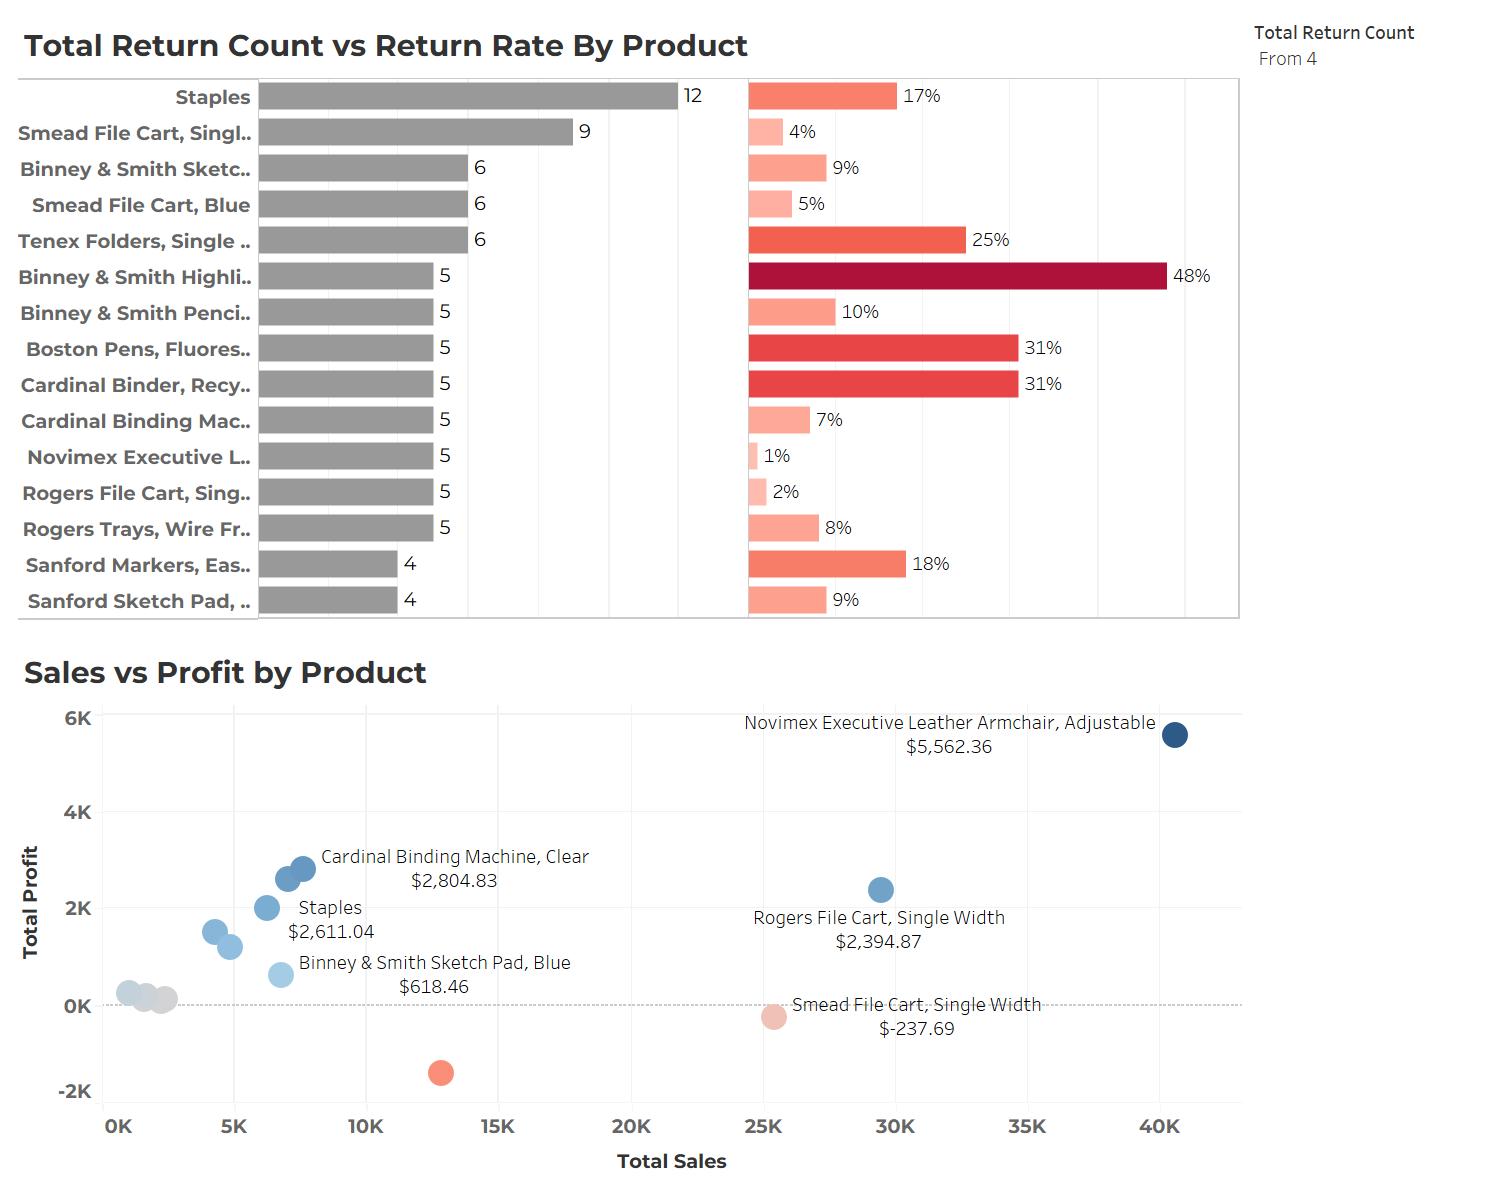 Total Return Count vs Return Rate By Product
Total Return Count
From 4
Staples 12 17%
Smead File Cart, Singl.. 9 4%
Binney & Smith Sketc.. 6 9%
Smead File Cart, Blue 6 5%
Tenex Folders, Single .. 6 25%
Binney & Smith Highli.. 5 48%
Binney & Smith Penci.. 5 10%
Boston Pens, Fluores.. 5 31%
Cardinal Binder, Recy.. 5 31%
Cardinal Binding Mac.. 5 7%
Novimex Executive L.. 5 1%
Rogers File Cart, Sing.. 5 2%
Rogers Trays, Wire Fr.. 5 8%
Sanford Markers, Eas.. 4 18%
Sanford Sketch Pad, .. 4 9%
Sales vs Profit by Product
6K
4K
2K
0K
-2K
Total Profit
Novimex Executive Leather Armchair, Adjustable
$5,562.36
Cardinal Binding Machine, Clear
$2,804.83
Staples
$2,611.04
Rogers File Cart, Single Width
$2,394.87
Binney & Smith Sketch Pad, Blue
$618.46
Smead File Cart, Single Width
$-237.69
0K 5K 10K 15K 20K 25K 30K 35K 40K
Total Sales